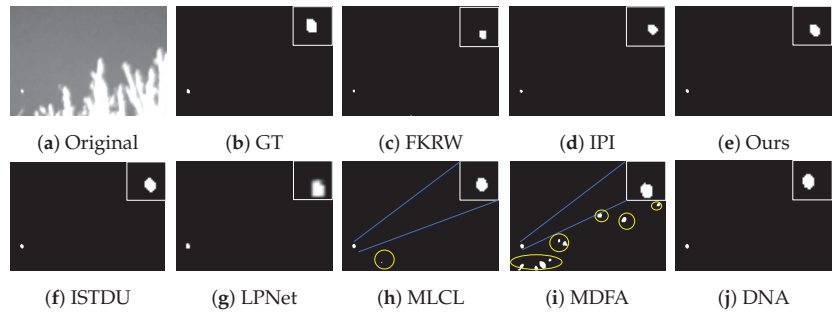 (a) Original (b) GT (c) FKRW (d) IPI (e) Ours
(f) ISTDU (g) LPNet (h) MLCL (i) MDFA (j) DNA